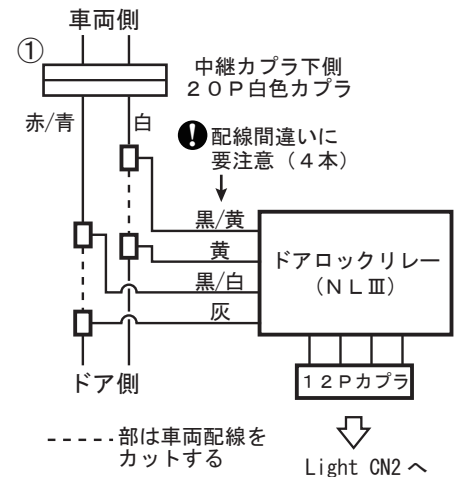 車両側
①
中継カプラ下側
20P白色カプラ
赤/青
白
!
配線間違いに
要注意（4本）
黒/黄
黄
黒/白
灰
ドアロックリレー
（NLⅢ）
12Pカプラ
ドア側
-----部は車両配線を
カットする
Light CN2 へ